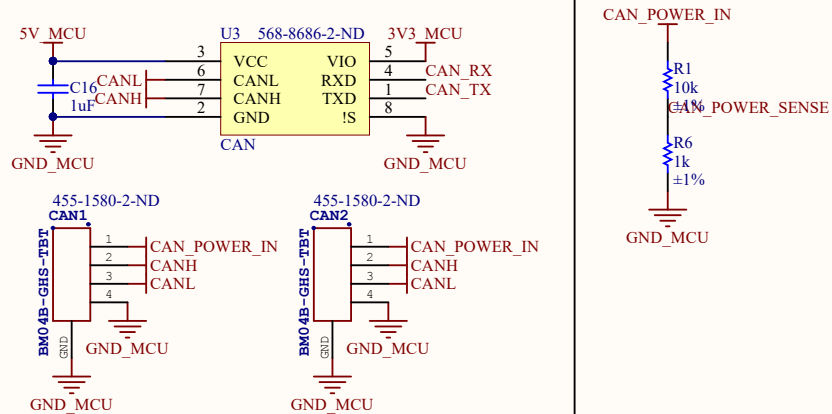 5V_MCU
U3 568-8686-2-ND
3V3_MCU
3 VCC VIO 5
C16
1uF
CANL 6 CANL RXD 4 CAN_RX
CANH 7 CANH TXD 1 CAN_TX
2 GND !S 8
GND_MCU
CAN
GND_MCU
455-1580-2-ND
CAN1
BM04B-GHS-TBT
1 CAN_POWER_IN
2 CANH
3 CANL
4
GND_MCU
GND
GND_MCU
455-1580-2-ND
CAN2
BM04B-GHS-TBT
1 CAN_POWER_IN
2 CANH
3 CANL
4
GND_MCU
GND
GND_MCU
CAN_POWER_IN
R1
10k
±1%
CAN_POWER_SENSE
R6
1k
±1%
GND_MCU